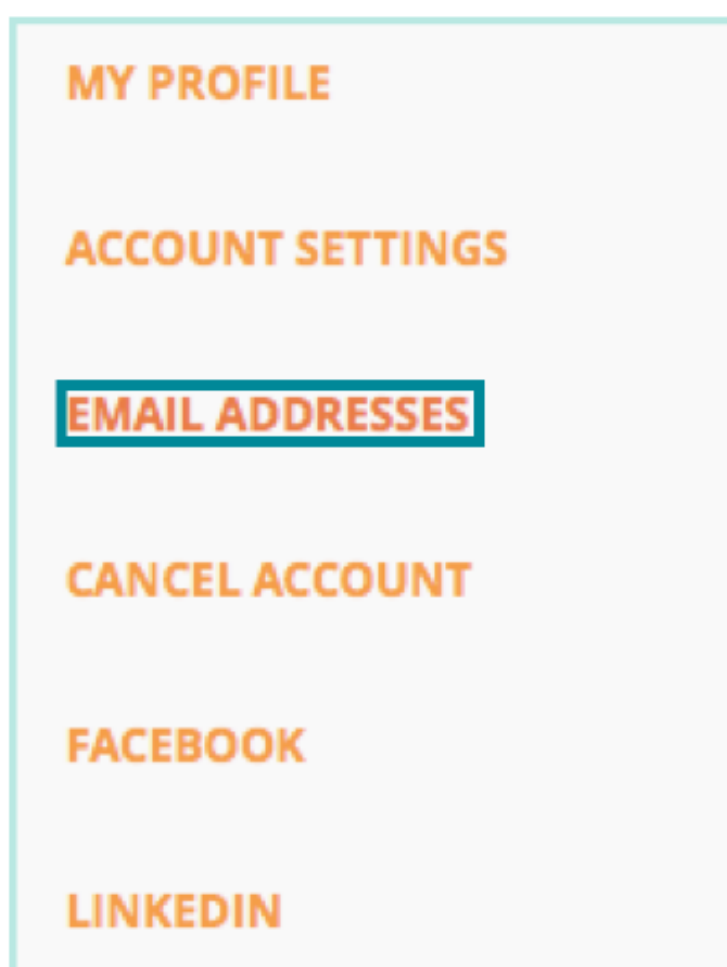 MY PROFILE
ACCOUNT SETTINGS
EMAIL ADDRESSES
CANCEL ACCOUNT
FACEBOOK
LINKEDIN